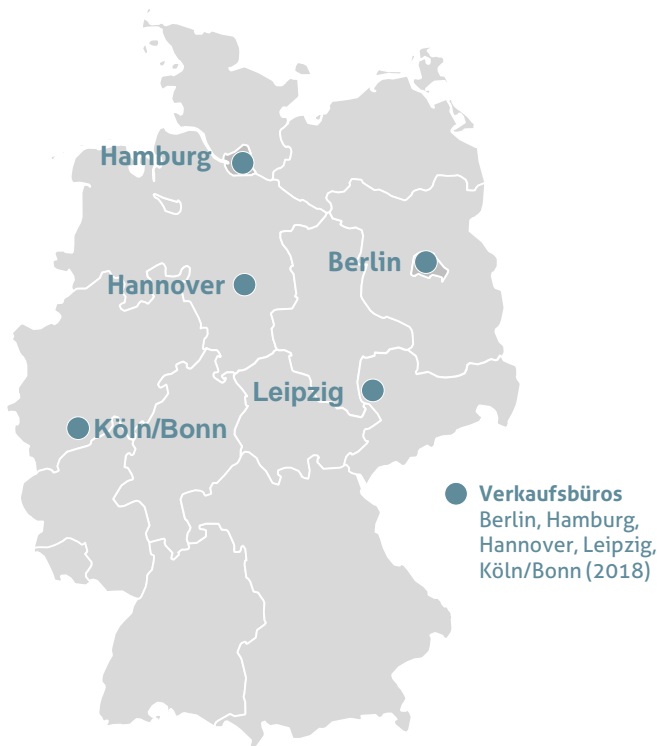 Hamburg
Berlin
Hannover
Leipzig
Köln/Bonn
Verkaufsbüros
Berlin, Hamburg,
Hannover, Leipzig,
Köln/Bonn (2018)